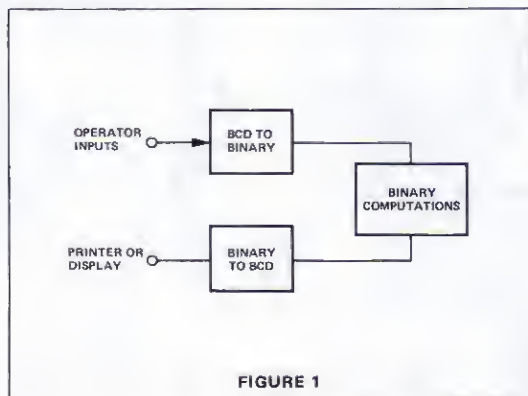 OPERATOR
INPUTS
BCD TO
BINARY
BINARY
COMPUTATIONS
PRINTER OR
DISPLAY
BINARY
TO BCD
FIGURE 1